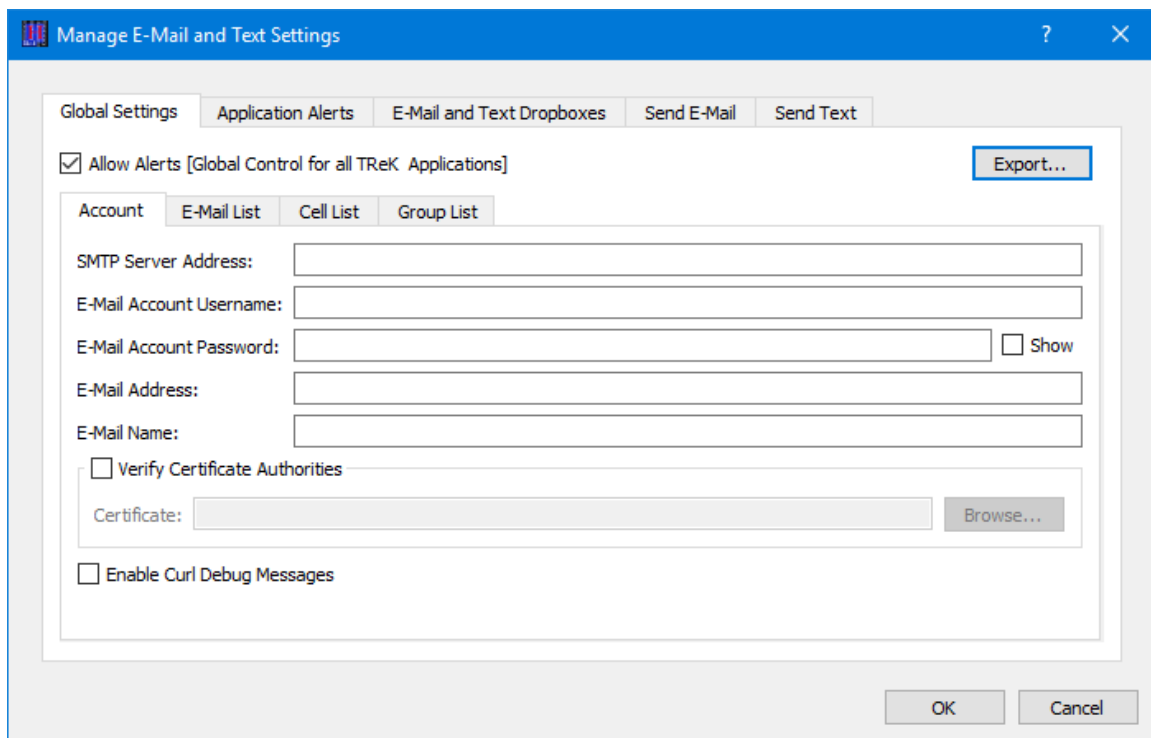 Manage E-Mail and Text Settings ?
Global Settings Application Alerts E-Mail and Text Dropboxes Send E-Mail Send Text
Allow Alerts [Global Control for all TReK Applications] Export...
Account E-Mail List Cell List Group List
SMTP Server Address:
E-Mail Account Username:
E-Mail Account Password: Show
E-Mail Address:
E-Mail Name:
Verify Certificate Authorities
Certificate: Browse...
Enable Curl Debug Messages
OK Cancel